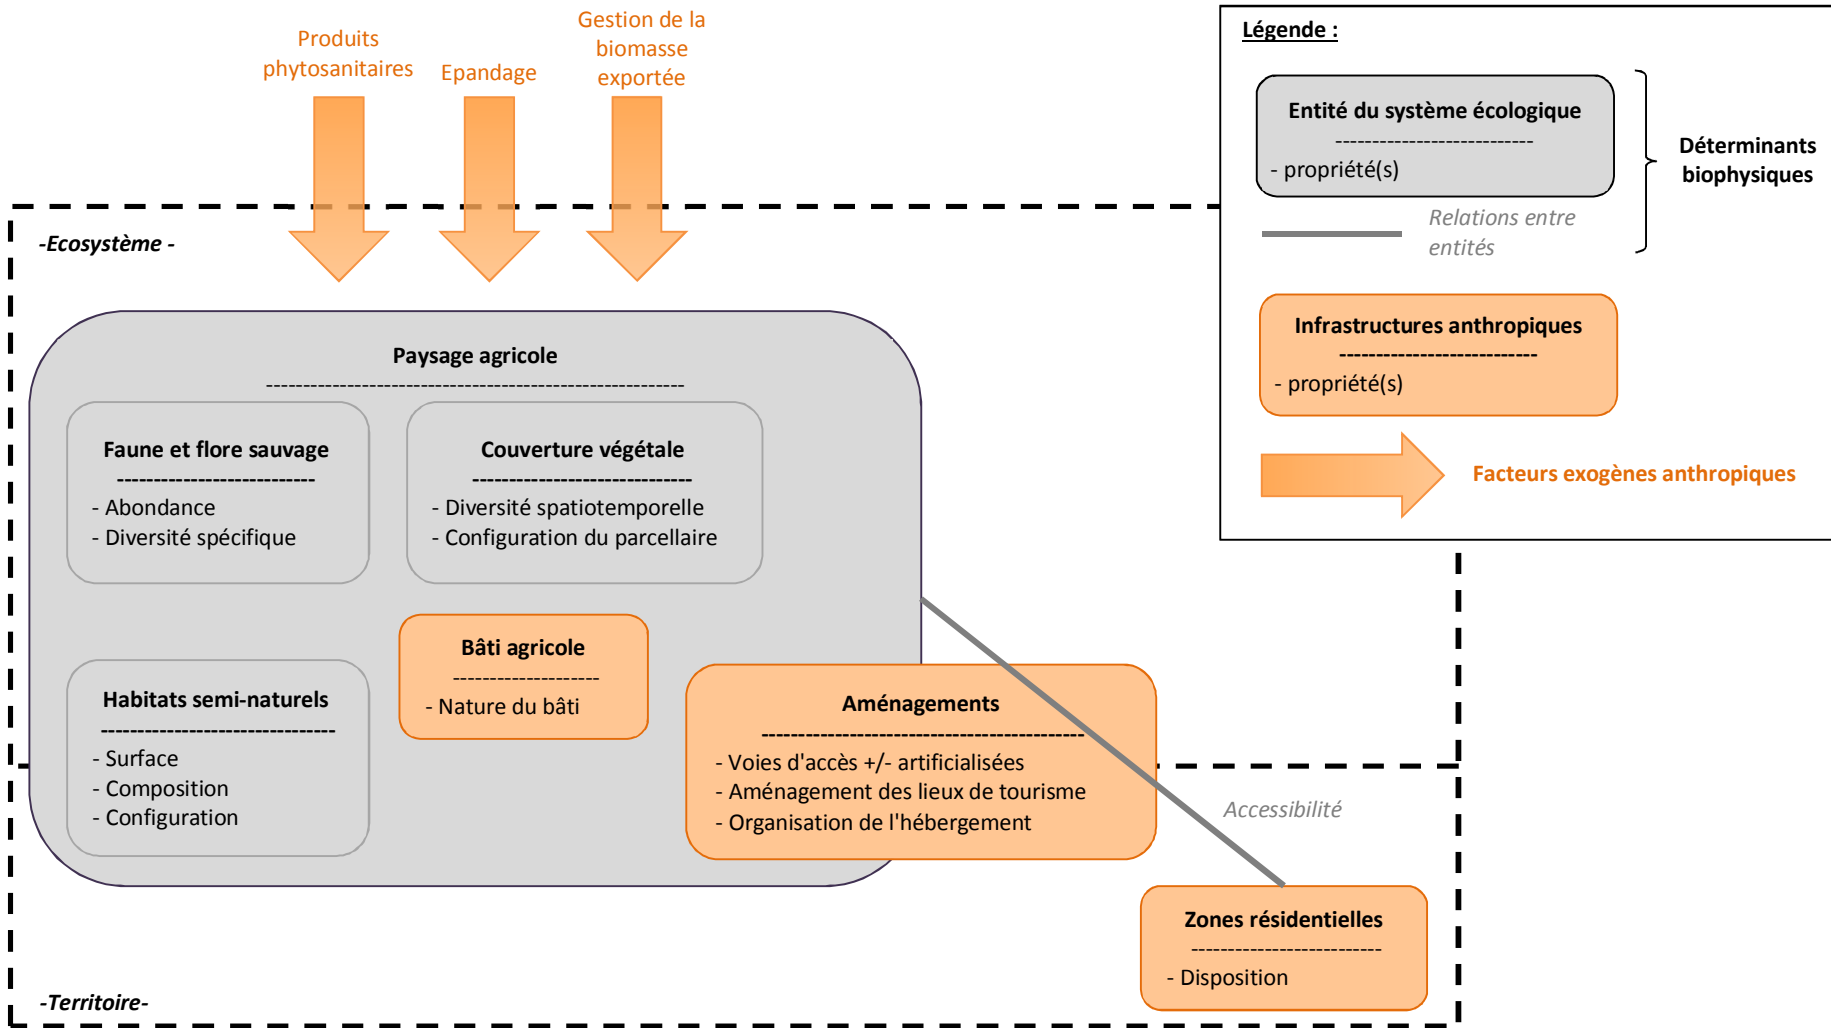 Produits
phytosanitaires
Epandage
Gestion de la
biomasse
exportée
Légende :
Entité du système écologique
---------------------------
- propriété(s)
Relations entre
entités
Déterminants
biophysiques
Infrastructures anthropiques
---------------------------
- propriété(s)
Facteurs exogènes anthropiques
-Ecosystème -
Paysage agricole
---------------------------------------------------------
Faune et flore sauvage
---------------------------
- Abondance
- Diversité spécifique
Couverture végétale
------------------------------
- Diversité spatiotemporelle
- Configuration du parcellaire
Bâti agricole
--------------------
- Nature du bâti
Habitats semi-naturels
--------------------------------
- Surface
- Composition
- Configuration
Aménagements
--------------------------------------------
- Voies d'accès +/- artificialisées
- Aménagement des lieux de tourisme
- Organisation de l'hébergement
Accessibilité
Zones résidentielles
--------------------------
- Disposition
-Territoire-